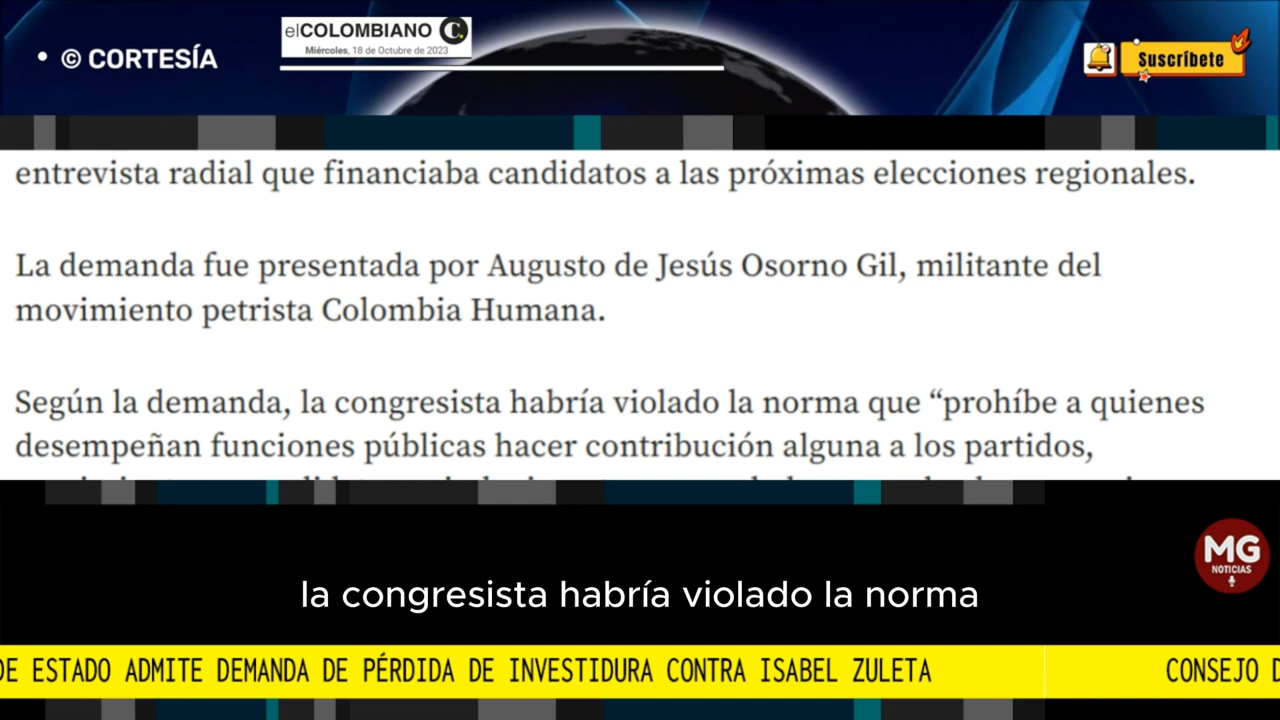 • © CORTESÍA
elCOLOMBIANO C
Miércoles, 18 de Octubre de 2023
Suscríbete
entrevista radial que financiaba candidatos a las próximas elecciones regionales.
La demanda fue presentada por Augusto de Jesús Osorno Gil, militante del
movimiento petrista Colombia Humana.
Según la demanda, la congresista habría violado la norma que “prohíbe a quienes
desempeñan funciones públicas hacer contribución alguna a los partidos,
MG
NOTICIAS
la congresista habría violado la norma
DE ESTADO ADMITE DEMANDA DE PÉRDIDA DE INVESTIDURA CONTRA ISABEL ZULETA CONSEJO D